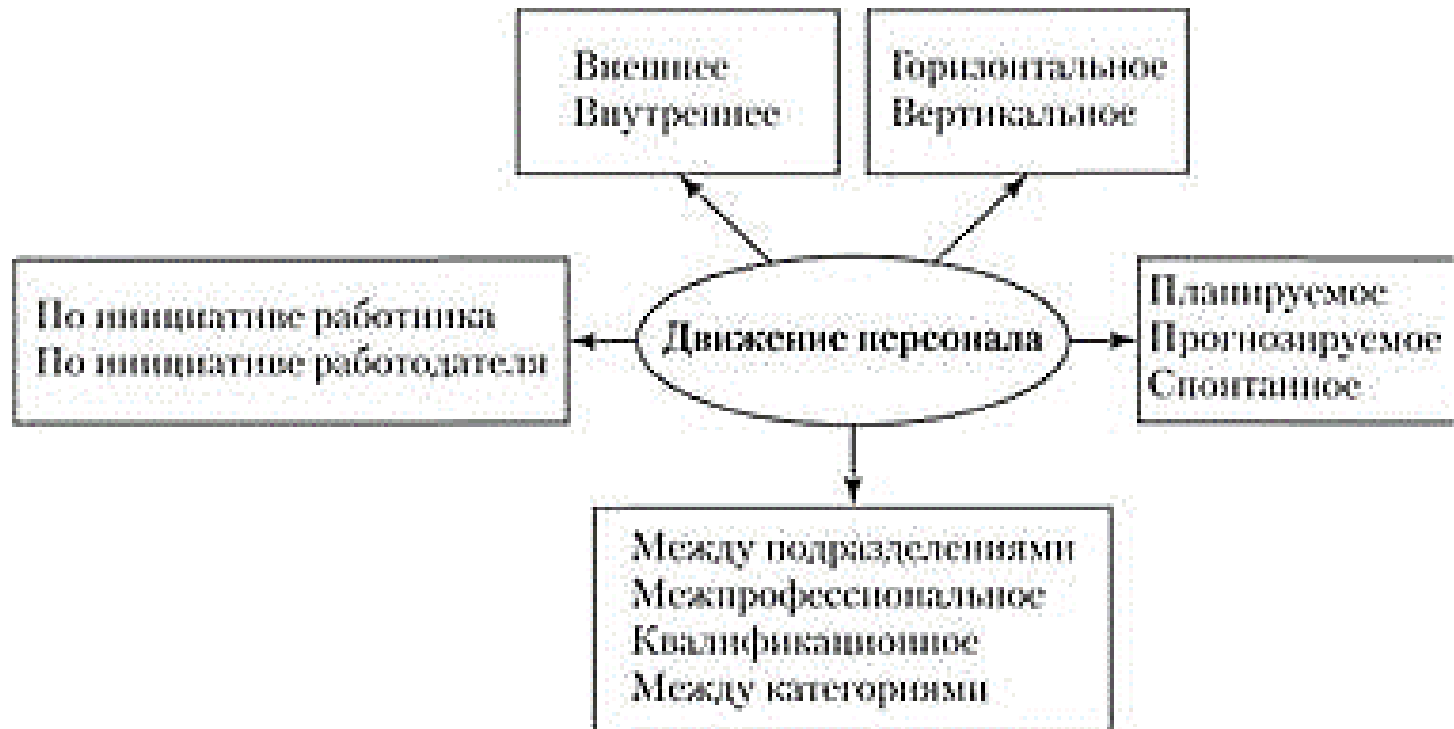 Внешнее
Внутреннее
Горизонтальное
Вертикальное
По инициативе работника
По инициативе работодателя
Движение персонала
Планируемое
Прогнозируемое
Спонтанное
Между подразделениями
Межпрофессиональное
Квалификационное
Между категориями